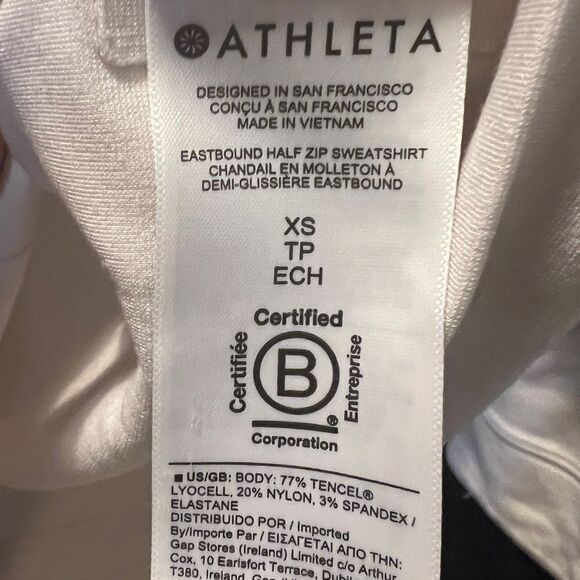 ATHLETA
DESIGNED IN SAN FRANCISCO
CONÇU À SAN FRANCISCO
MADE IN VIETNAM
EASTBOUND HALF ZIP SWEATSHIRT
CHANDAIL EN MOLLETON À
DEMI-GLISSIÈRE EASTBOUND
XS
TP
ECH
Certified
Certifiée
B
®
Entreprise
Corporation
■ US/GB: BODY: 77% TENCEL®
LYOCELL, 20% NYLON, 3% SPANDEX /
ELASTANE
DISTRIBUIDO POR / Imported
By/Importe Par / ΕΙΣΑΓΕΤΑΙ ΑΠΟ ΤΗΝ:
Gap Stores (Ireland) Limited c/o Arthur
Cox, 10 Earlsfort Terrace, Dublin
T380, Ireland, Gap